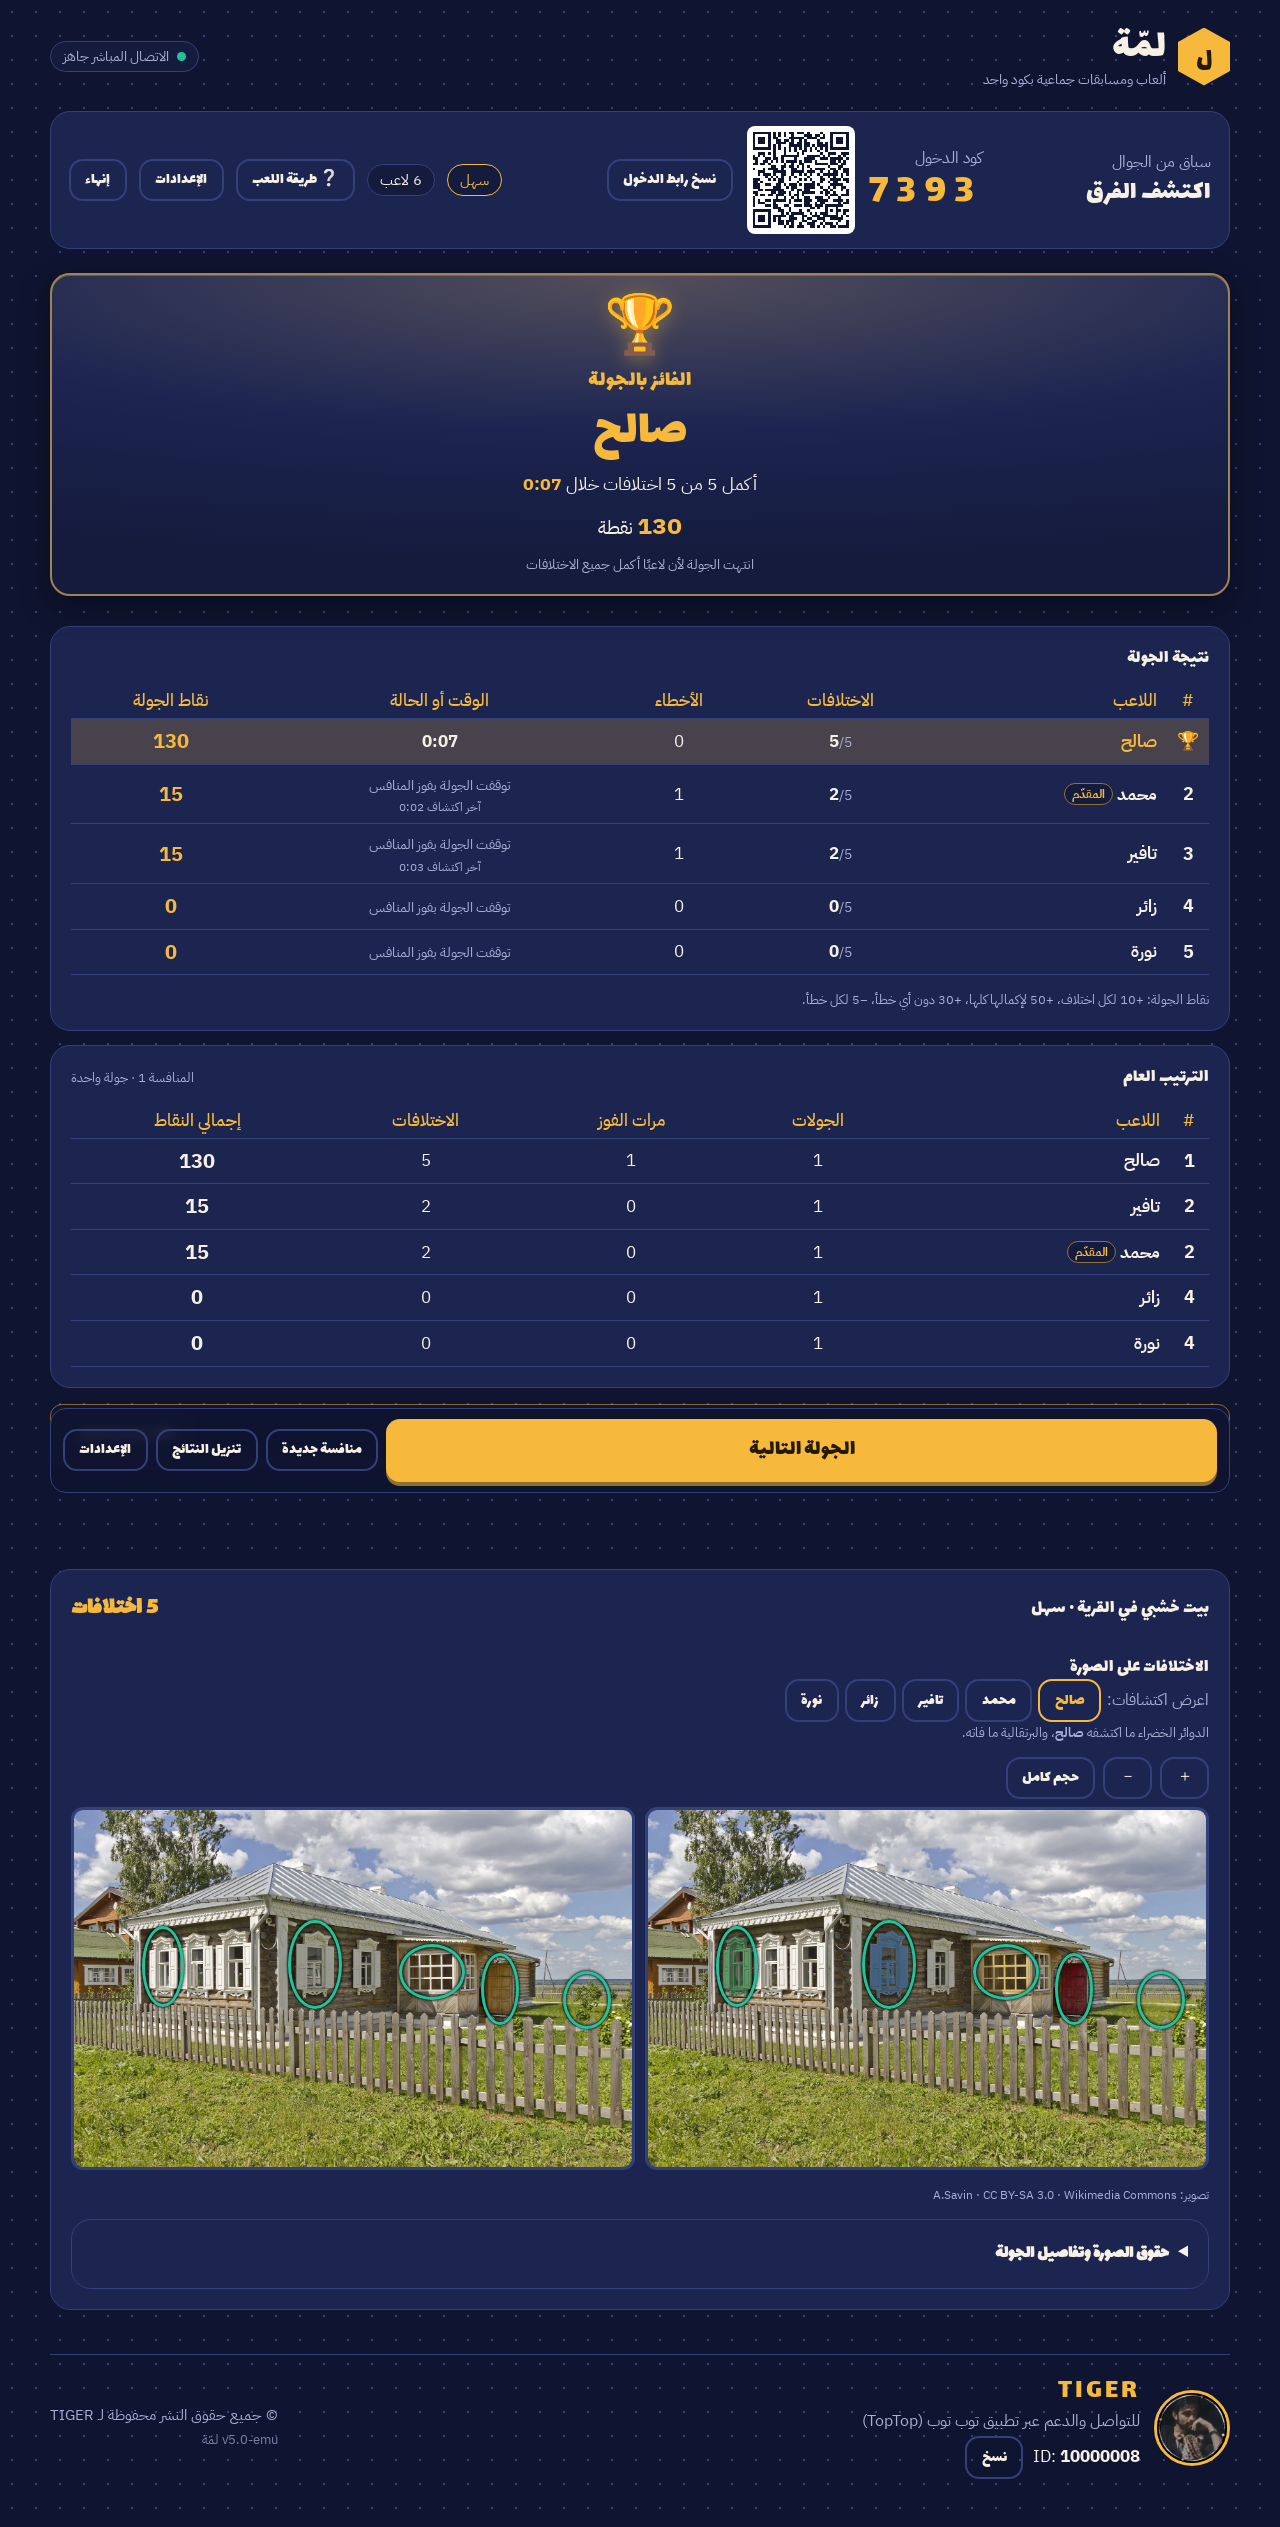 ل
لمّة
ألعاب ومسابقات جماعية بكود واحد
الاتصال المباشر جاهز
سباق من الجوال
اكتشف الفرق
كود الدخول
7393
نسخ رابط الدخول
سهل
6 لاعب
❔ طريقة اللعب
الإعدادات
إنهاء
الفائز بالجولة
صالح
أكمل 5 من 5 اختلافات خلال 0:07
130 نقطة
انتهت الجولة لأن لاعبًا أكمل جميع الاختلافات
نتيجة الجولة
# اللاعب الاختلافات الأخطاء الوقت أو الحالة نقاط الجولة
🏆 صالح 5/5 0 0:07 130
2 محمد المقدّم 2/5 1 توقفت الجولة بفوز المنافس 15
آخر اكتشاف 0:02
3 تافير 2/5 1 توقفت الجولة بفوز المنافس 15
آخر اكتشاف 0:03
4 زائر 0/5 0 توقفت الجولة بفوز المنافس 0
5 نورة 0/5 0 توقفت الجولة بفوز المنافس 0
نقاط الجولة: +10 لكل اختلاف، +50 لإكمالها كلها، +30 دون أي خطأ، −5 لكل خطأ.
الترتيب العام
المنافسة 1 · جولة واحدة
# اللاعب الجولات مرات الفوز الاختلافات إجمالي النقاط
1 صالح 1 1 5 130
2 تافير 1 0 2 15
2 محمد المقدّم 1 0 2 15
4 زائر 1 0 0 0
4 نورة 1 0 0 0
الجولة التالية
منافسة جديدة
تنزيل النتائج
الإعدادات
بيت خشبي في القرية · سهل
5 اختلافات
الاختلافات على الصورة
اعرض اكتشافات: صالح محمد تافير زائر نورة
الدوائر الخضراء ما اكتشفه صالح، والبرتقالية ما فاته.
+ − حجم كامل
تصوير: A.Savin · CC BY-SA 3.0 · Wikimedia Commons
حقوق الصورة وتفاصيل الجولة
TIGER
للتواصل والدعم عبر تطبيق توب توب (TopTop)
ID: 10000008 نسخ
© جميع حقوق النشر محفوظة لـ TIGER
لمّة v5.0-emu